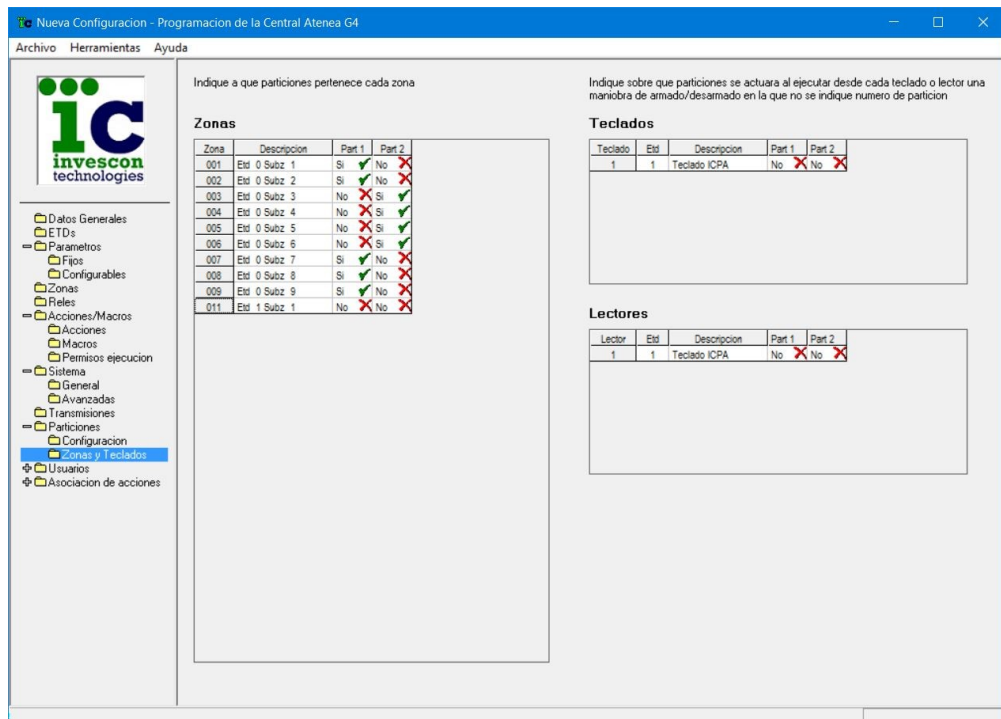 Nueva Configuracion - Programacion de la Central Atenea G4
Archivo Herramientas Ayuda
ic
invescon
technologies
Datos Generales
ETDs
Parametros
Fijos
Configurables
Zonas
Reles
Acciones/Macros
Acciones
Macros
Permisos ejecucion
Sistema
General
Avanzadas
Transmisiones
Particiones
Configuracion
Zonas y Teclados
Usuarios
Asociacion de acciones
Indique a que particiones pertenece cada zona
Zonas
Zona Descripcion Part 1 Part 2
001 Etd 0 Subz 1 Si No
002 Etd 0 Subz 2 Si No
003 Etd 0 Subz 3 No Si
004 Etd 0 Subz 4 No Si
005 Etd 0 Subz 5 No Si
006 Etd 0 Subz 6 No Si
007 Etd 0 Subz 7 Si No
008 Etd 0 Subz 8 Si No
009 Etd 0 Subz 9 Si No
011 Etd 1 Subz 1 No No
Indique sobre que particiones se actuara al ejecutar desde cada teclado o lector una
maniobra de armado/desarmado en la que no se indique numero de particion
Teclados
Teclado Etd Descripcion Part 1 Part 2
1 1 Teclado ICPA No No
Lectores
Lector Etd Descripcion Part 1 Part 2
1 1 Teclado ICPA No No